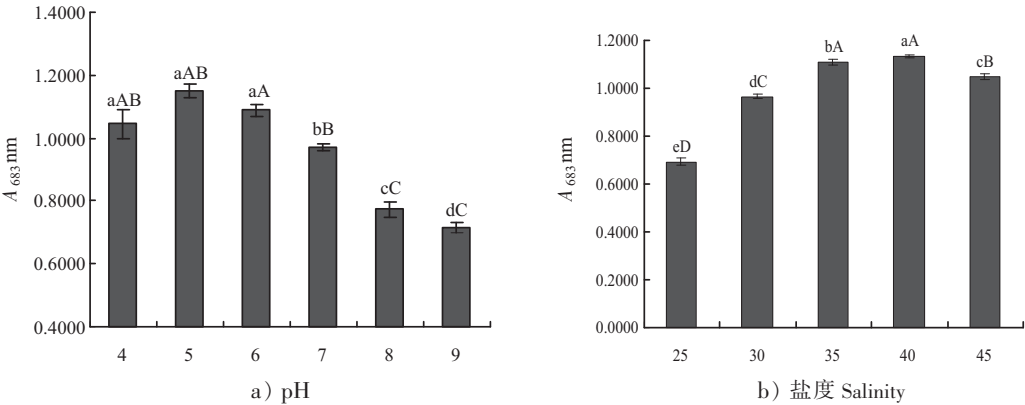 1.4000
1.2000
1.0000
0.8000
0.6000
0.4000
A 683 nm
aAB
aAB
aA
bB
cC
dC
4 5 6 7 8 9
a) pH
1.2000
1.0000
0.8000
0.6000
0.4000
0.2000
0.0000
A 683 nm
eD
dC
bA
aA
cB
25 30 35 40 45
b) 盐度 Salinity